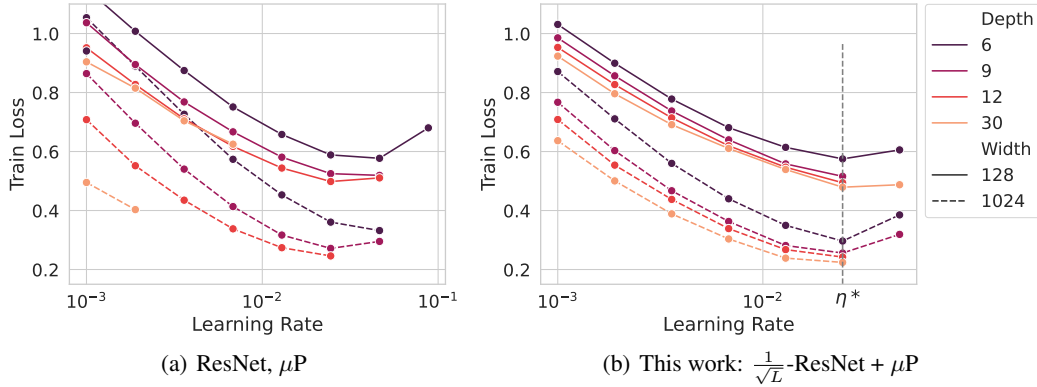 Train Loss
1.0
0.8
0.6
0.4
0.2
10⁻³
10⁻²
10⁻¹
Learning Rate
(a) ResNet, μP
Train Loss
1.0
0.8
0.6
0.4
0.2
10⁻³
10⁻²
η*
Learning Rate
(b) This work: 1/√L-ResNet + μP
Depth
6
9
12
30
Width
128
1024